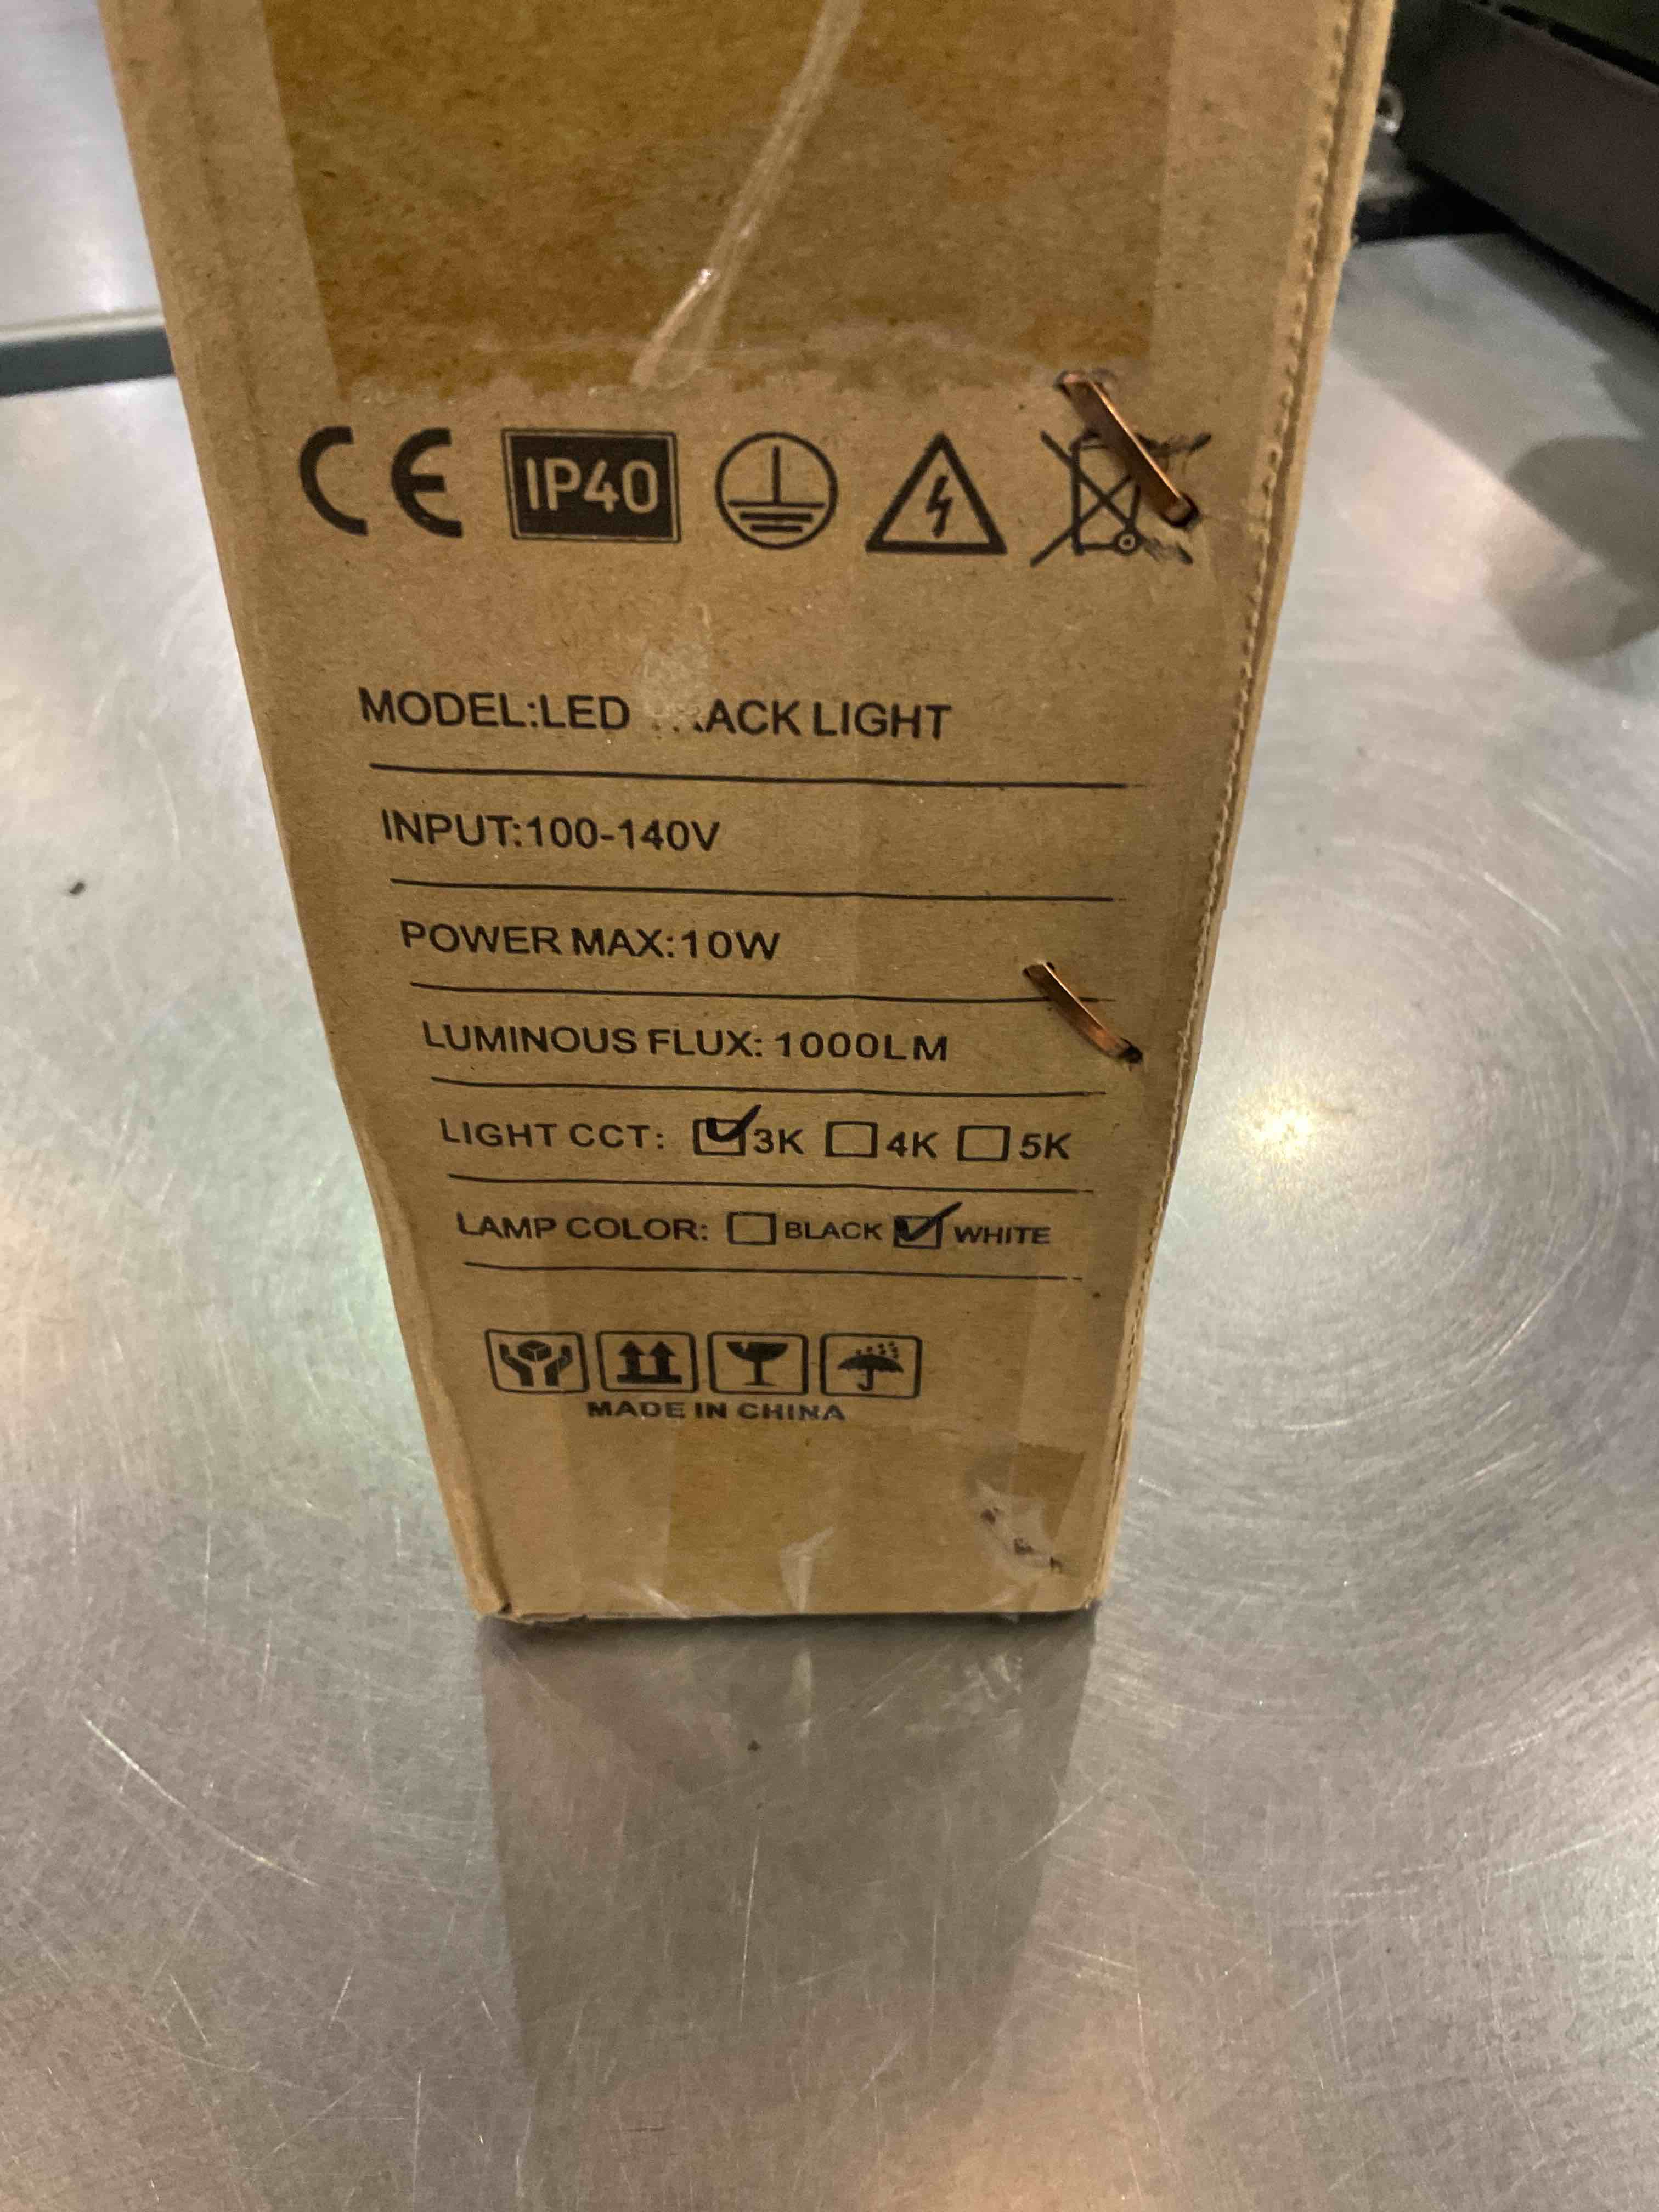 CE IP40
MODEL:LED LIGHT
INPUT:100-140V
POWER MAX:10W
LUMINOUS FLUX: 1000LM
LIGHT CCT: 3K 4K 5K
LAMP COLOR: BLACK WHITE
MADE IN CHINA